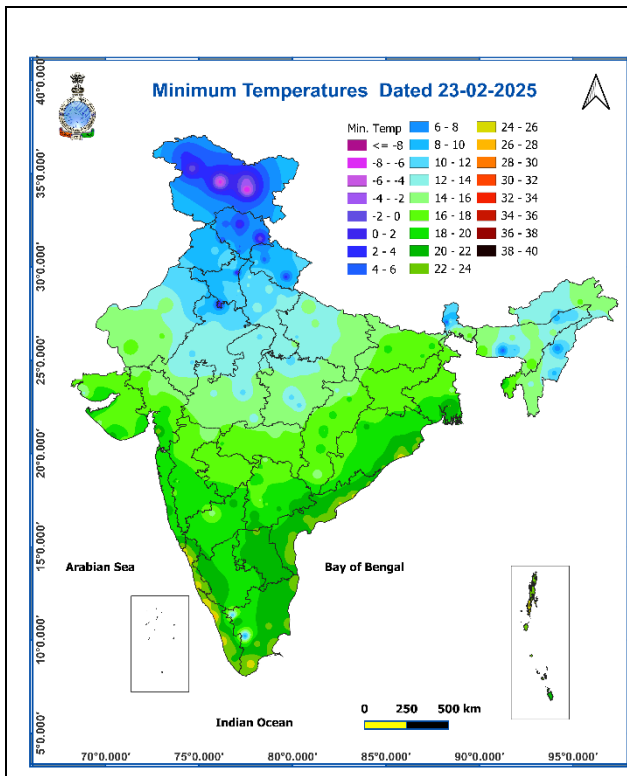 Minimum Temperatures Dated 23-02-2025
Min. Temp
<= -8
-8 - -6
-6 - -4
-4 - -2
-2 - 0
0 - 2
2 - 4
4 - 6
6 - 8
8 - 10
10 - 12
12 - 14
14 - 16
16 - 18
18 - 20
20 - 22
22 - 24
24 - 26
26 - 28
28 - 30
30 - 32
32 - 34
34 - 36
36 - 38
38 - 40
40°0.000'
35°0.000'
30°0.000'
25°0.000'
20°0.000'
15°0.000'
10°0.000'
5°0.000'
Arabian Sea
Bay of Bengal
Indian Ocean
0 250 500 km
70°0.000' 75°0.000' 80°0.000' 85°0.000' 90°0.000' 95°0.000'